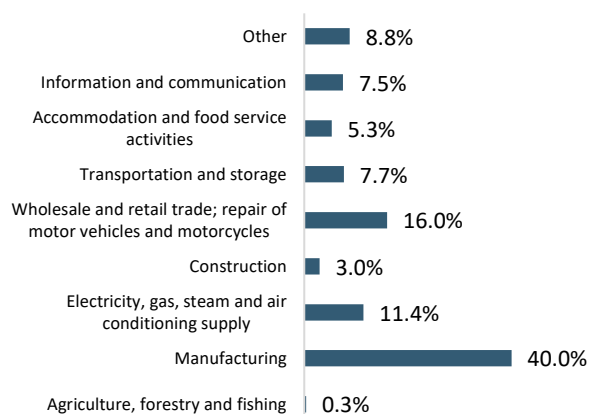 Other 8.8%
Information and communication 7.5%
Accommodation and food service
activities 5.3%
Transportation and storage 7.7%
Wholesale and retail trade; repair of
motor vehicles and motorcycles 16.0%
Construction 3.0%
Electricity, gas, steam and air
conditioning supply 11.4%
Manufacturing 40.0%
Agriculture, forestry and fishing 0.3%